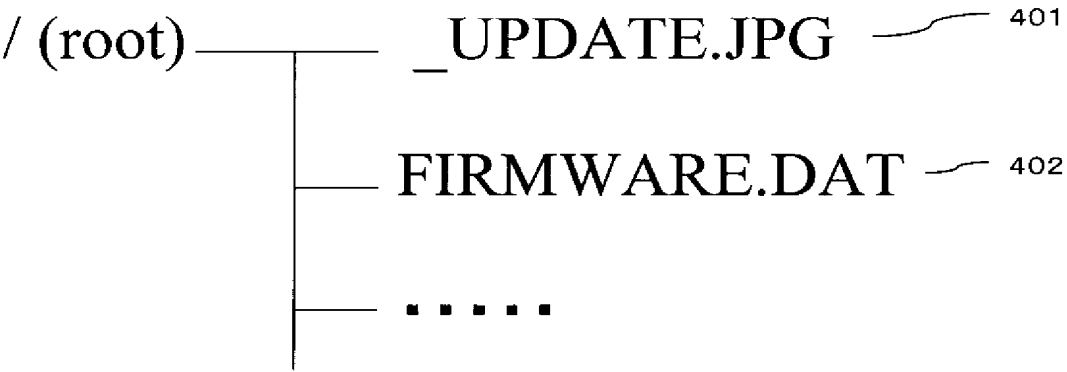 / (root) _UPDATE.JPG 401
FIRMWARE.DAT 402
.....